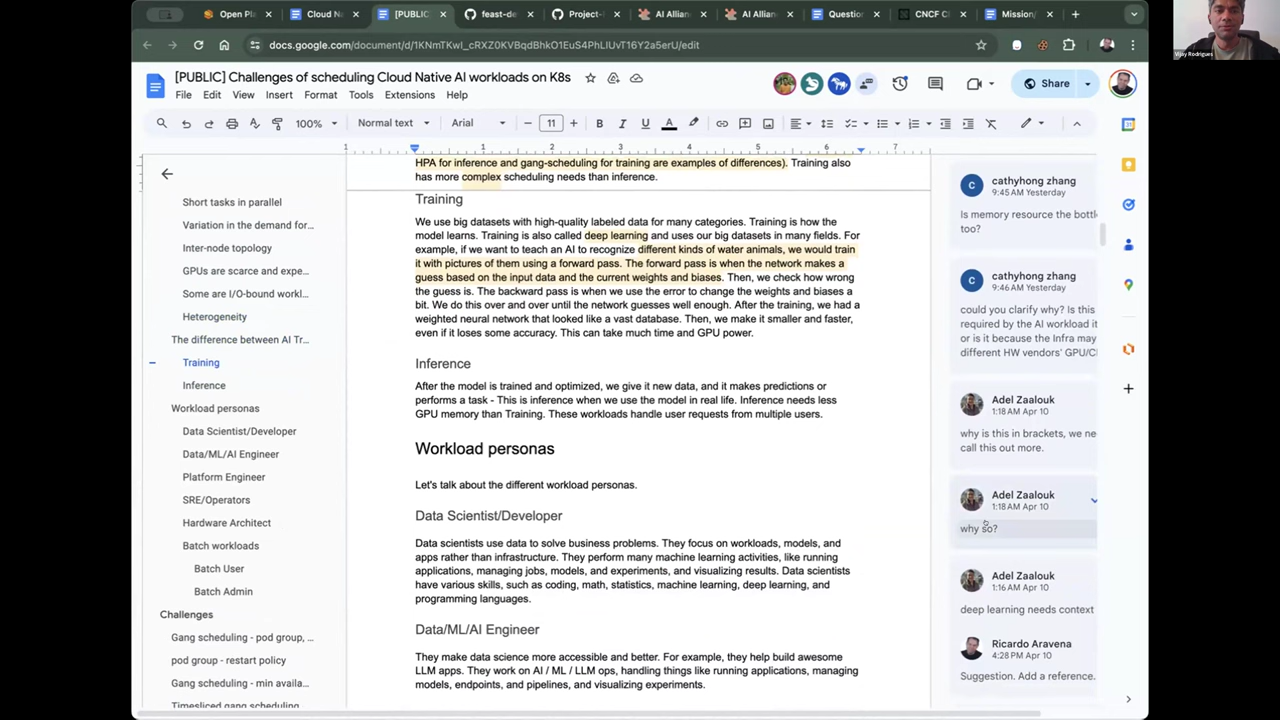 Open Pla
Cloud N
[PUBLIC
feast-de
Project-
AI Allian
AI Allian
Question
CNCF Cl
Mission/
docs.google.com/document/d/1KNmTKwI_cRXZ0KVBqdBhkO1EuS4PhLIUvT16Y2a5erU/edit
Vijay Rodrigues
[PUBLIC] Challenges of scheduling Cloud Native AI workloads on K8s
Share
File Edit View Insert Format Tools Extensions Help
100% Normal text Arial 11
1 1 2 3 4 5 6 7
Short tasks in parallel
Variation in the demand for...
Inter-node topology
GPUs are scarce and expe...
Some are I/O-bound workl...
Heterogeneity
The difference between AI Tr...
Training
Inference
Workload personas
Data Scientist/Developer
Data/ML/AI Engineer
Platform Engineer
SRE/Operators
Hardware Architect
Batch workloads
Batch User
Batch Admin
Challenges
Gang scheduling - pod group, ...
pod group - restart policy
Gang scheduling - min availa...
Timesliced gang scheduling
HPA for inference and gang-scheduling for training are examples of differences). Training also
has more complex scheduling needs than inference.
Training
We use big datasets with high-quality labeled data for many categories. Training is how the
model learns. Training is also called deep learning and uses our big datasets in many fields. For
example, if we want to teach an AI to recognize different kinds of water animals, we would train
it with pictures of them using a forward pass. The forward pass is when the network makes a
guess based on the input data and the current weights and biases. Then, we check how wrong
the guess is. The backward pass is when we use the error to change the weights and biases a
bit. We do this over and over until the network guesses well enough. After the training, we had a
weighted neural network that looked like a vast database. Then, we make it smaller and faster,
even if it loses some accuracy. This can take much time and GPU power.
Inference
After the model is trained and optimized, we give it new data, and it makes predictions or
performs a task - This is inference when we use the model in real life. Inference needs less
GPU memory than Training. These workloads handle user requests from multiple users.
Workload personas
Let's talk about the different workload personas.
Data Scientist/Developer
Data scientists use data to solve business problems. They focus on workloads, models, and
apps rather than infrastructure. They perform many machine learning activities, like running
applications, managing jobs, models, and experiments, and visualizing results. Data scientists
have various skills, such as coding, math, statistics, machine learning, deep learning, and
programming languages.
Data/ML/AI Engineer
They make data science more accessible and better. For example, they help build awesome
LLM apps. They work on AI / ML / LLM ops, handling things like running applications, managing
models, endpoints, and pipelines, and visualizing experiments.
C
cathyhong zhang
9:45 AM Yesterday
Is memory resource the bottl
too?
C
cathyhong zhang
9:46 AM Yesterday
could you clarify why? Is this
required by the AI workload it
or is it because the Infra may
different HW vendors' GPU/C
Adel Zaalouk
1:18 AM Apr 10
why is this in brackets, we ne
call this out more.
Adel Zaalouk
1:18 AM Apr 10
why so?
Adel Zaalouk
1:16 AM Apr 10
deep learning needs context
Ricardo Aravena
4:28 PM Apr 10
Suggestion. Add a reference.